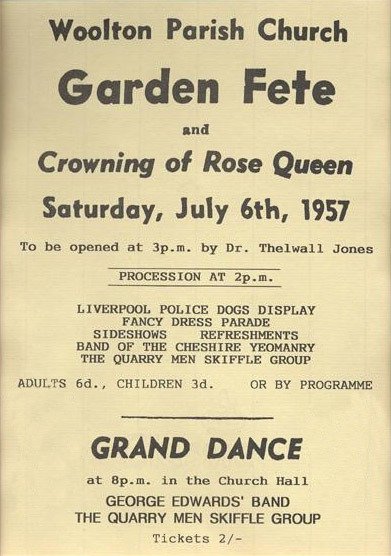 Woolton Parish Church
Garden Fete
and
Crowning of Rose Queen
Saturday, July 6th, 1957
To be opened at 3p.m. by Dr. Thelwall Jones
PROCESSION AT 2p.m.
LIVERPOOL POLICE DOGS DISPLAY
FANCY DRESS PARADE
SIDESHOWS REFRESHMENTS
BAND OF THE CHESHIRE YEOMANRY
THE QUARRY MEN SKIFFLE GROUP
ADULTS 6d., CHILDREN 3d. OR BY PROGRAMME
GRAND DANCE
at 8p.m. in the Church Hall
GEORGE EDWARDS' BAND
THE QUARRY MEN SKIFFLE GROUP
Tickets 2/-